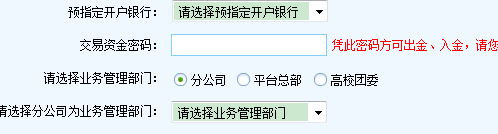 预指定开户银行： 请选择预指定开户银行
交易资金密码： 凭此密码方可出金、入金，请您
请选择业务管理部门： 分公司 平台总部 高校团委
请选择分公司为业务管理部门： 请选择业务管理部门